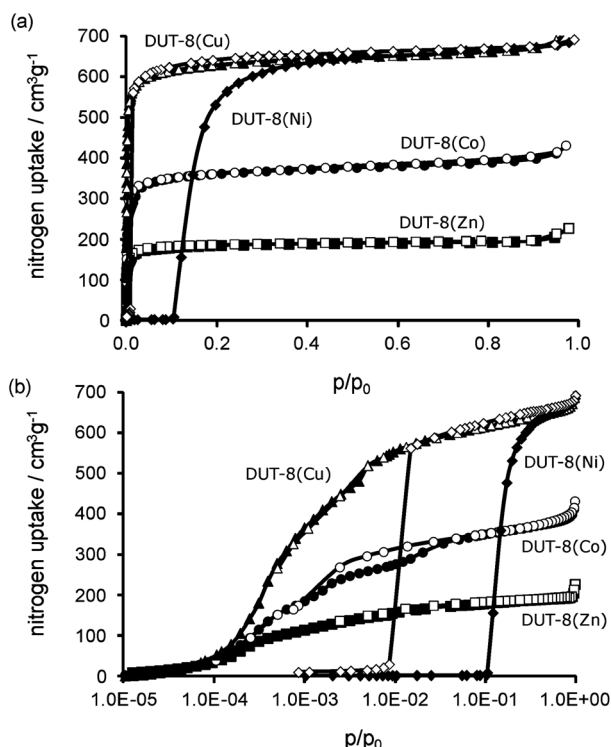 (a)
700
600
500
400
300
200
100
0
nitrogen uptake / cm³g⁻¹
DUT-8(Cu)
DUT-8(Ni)
DUT-8(Co)
DUT-8(Zn)
0.0 0.2 0.4 0.6 0.8 1.0
p/p₀
(b)
700
600
500
400
300
200
100
0
nitrogen uptake / cm³g⁻¹
DUT-8(Cu)
DUT-8(Ni)
DUT-8(Co)
DUT-8(Zn)
1.0E-05 1.0E-04 1.0E-03 1.0E-02 1.0E-01 1.0E+00
p/p₀